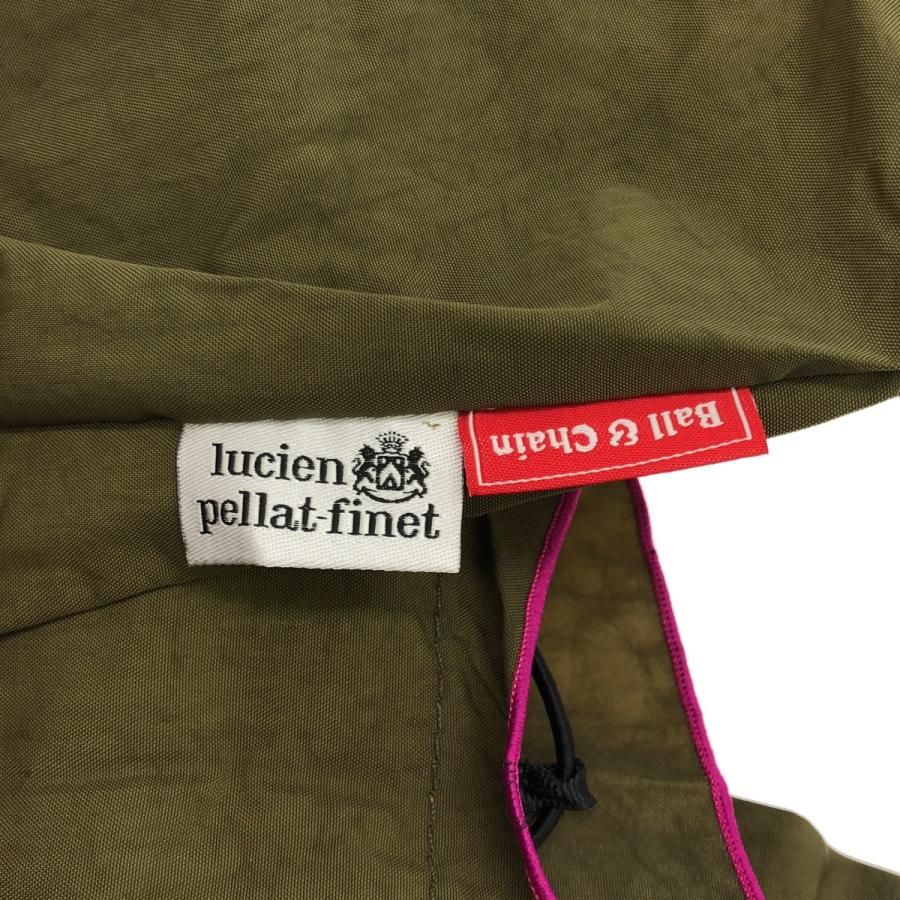 lucien
pellat-finet
Ball & Chain